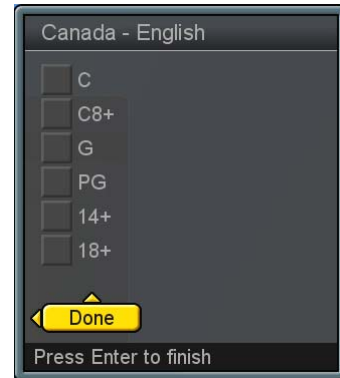 Canada - English
C
C8+
G
PG
14+
18+
Done
Press Enter to finish